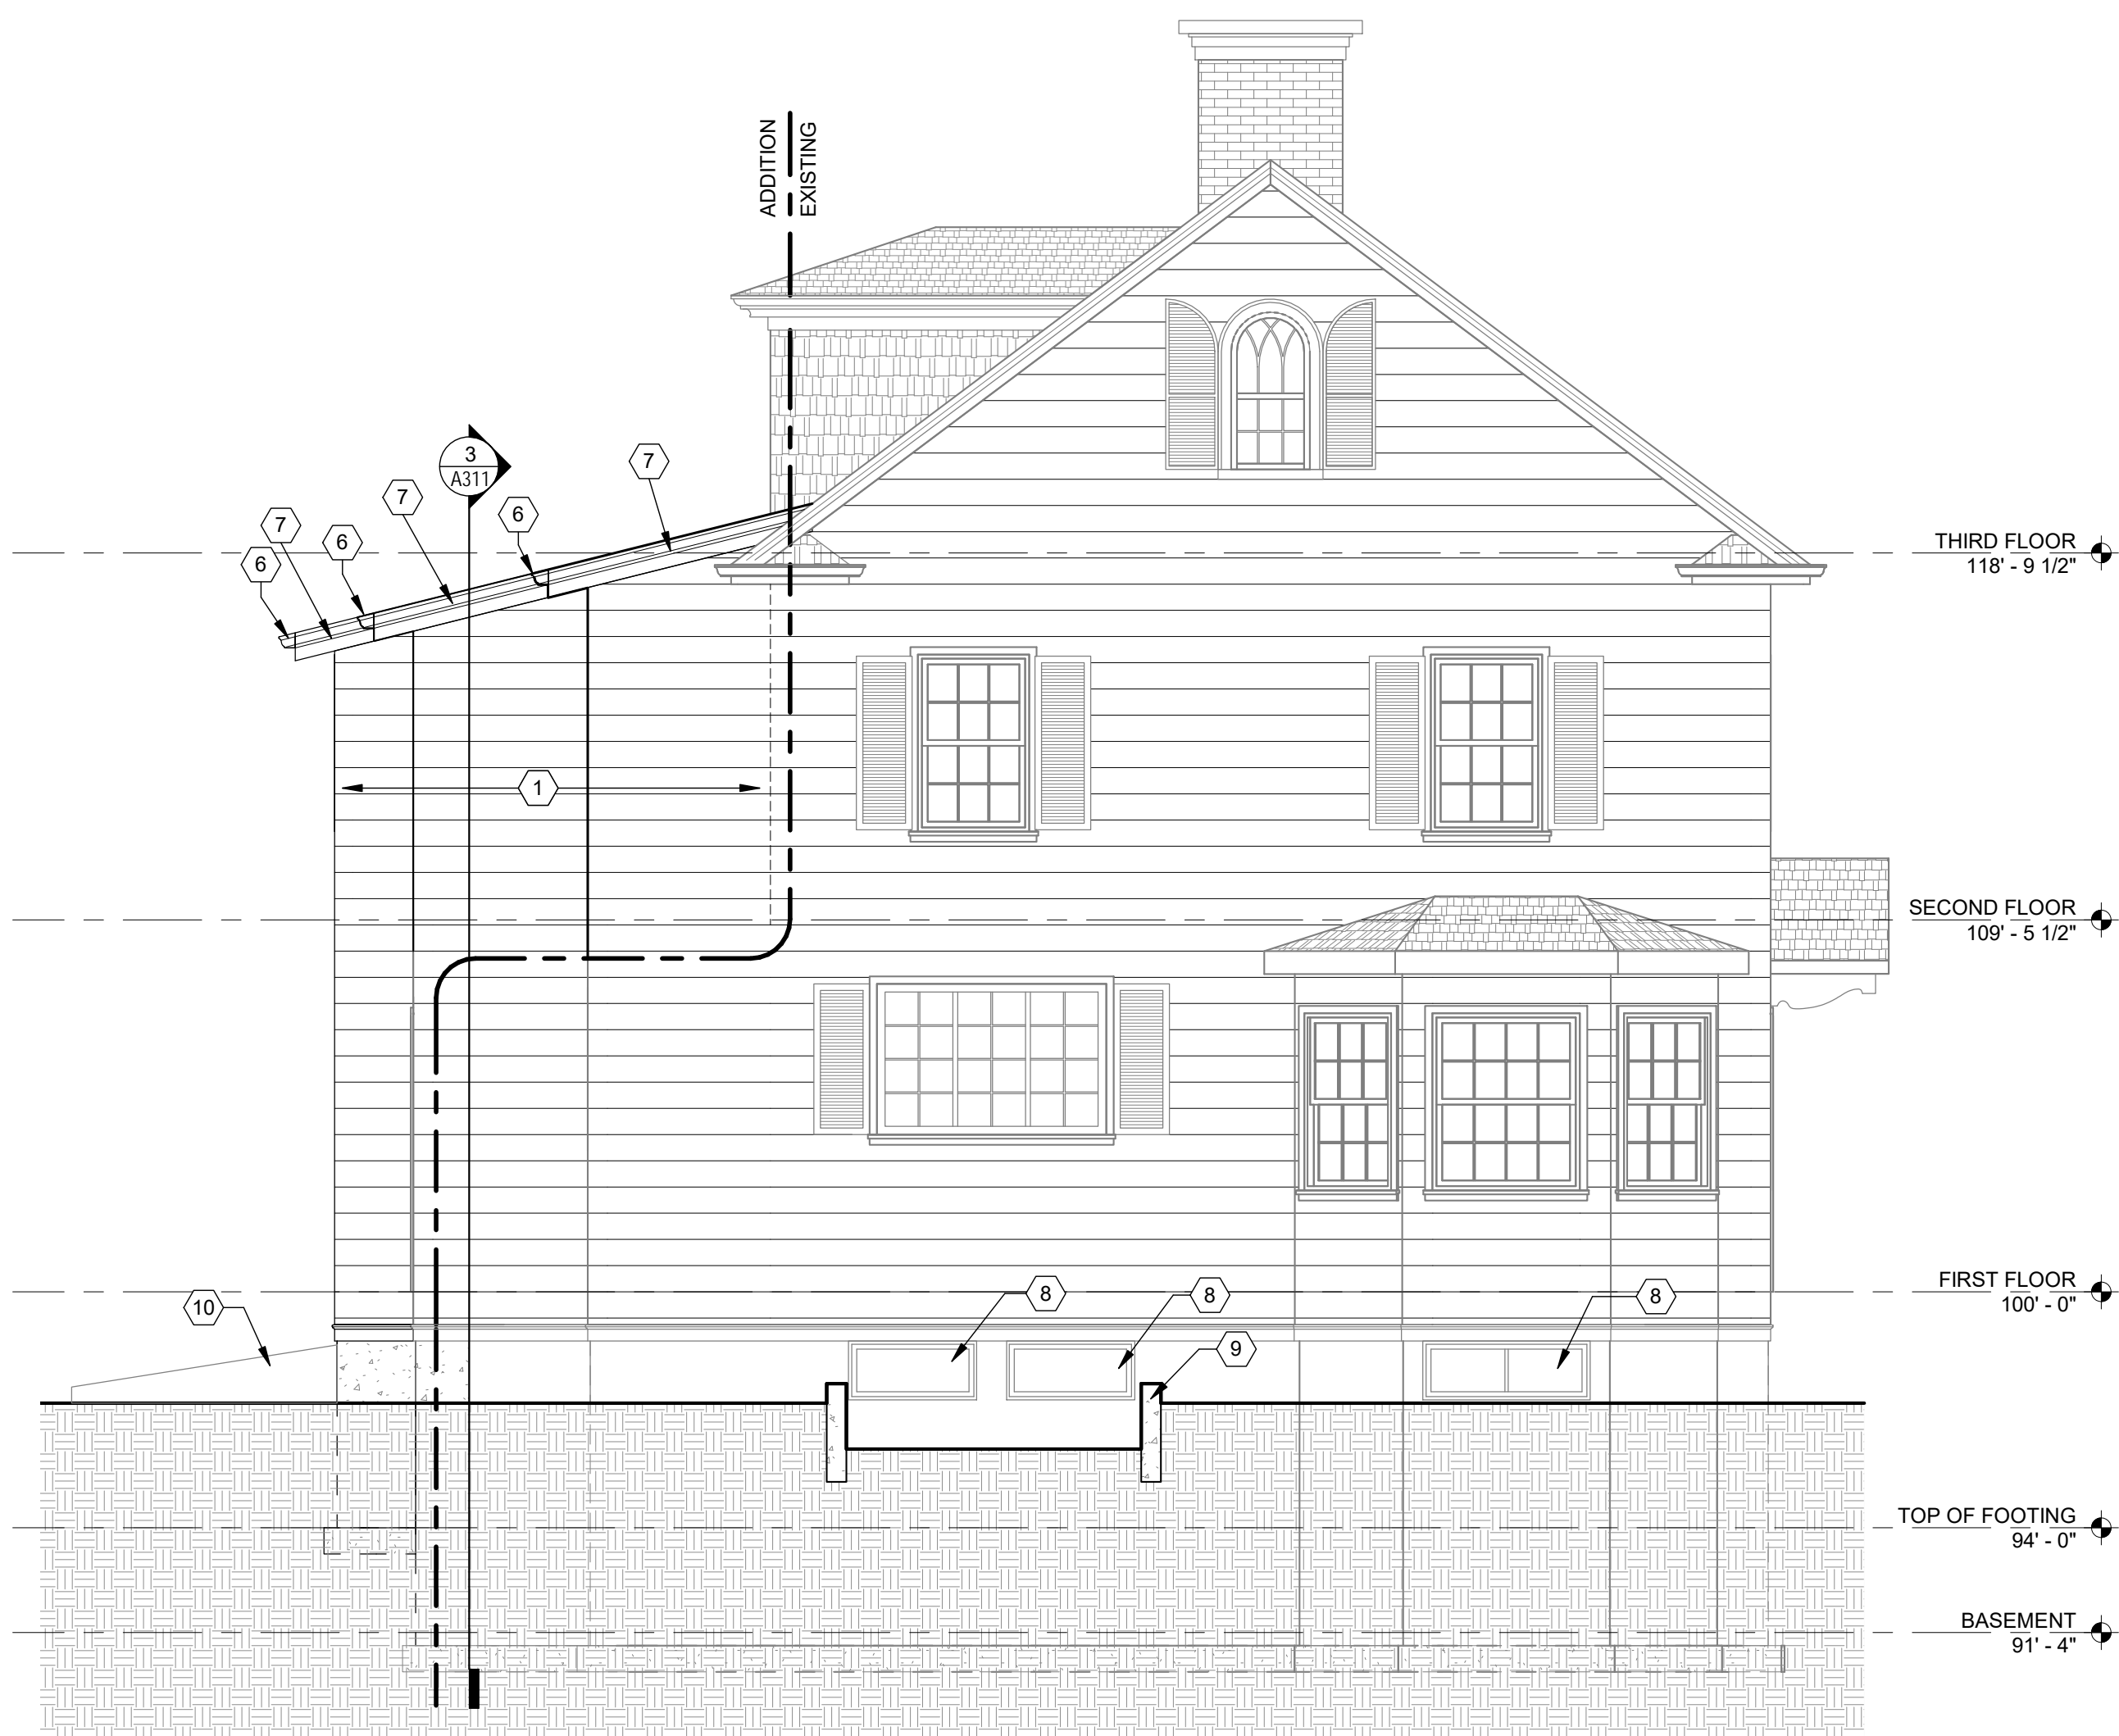 ADDITION
EXISTING
3
A311
7
7
6
7
6
6
THIRD FLOOR
118' - 9 1/2"
1
SECOND FLOOR
109' - 5 1/2"
FIRST FLOOR
100' - 0"
10
8
8
8
9
TOP OF FOOTING
94' - 0"
BASEMENT
91' - 4"